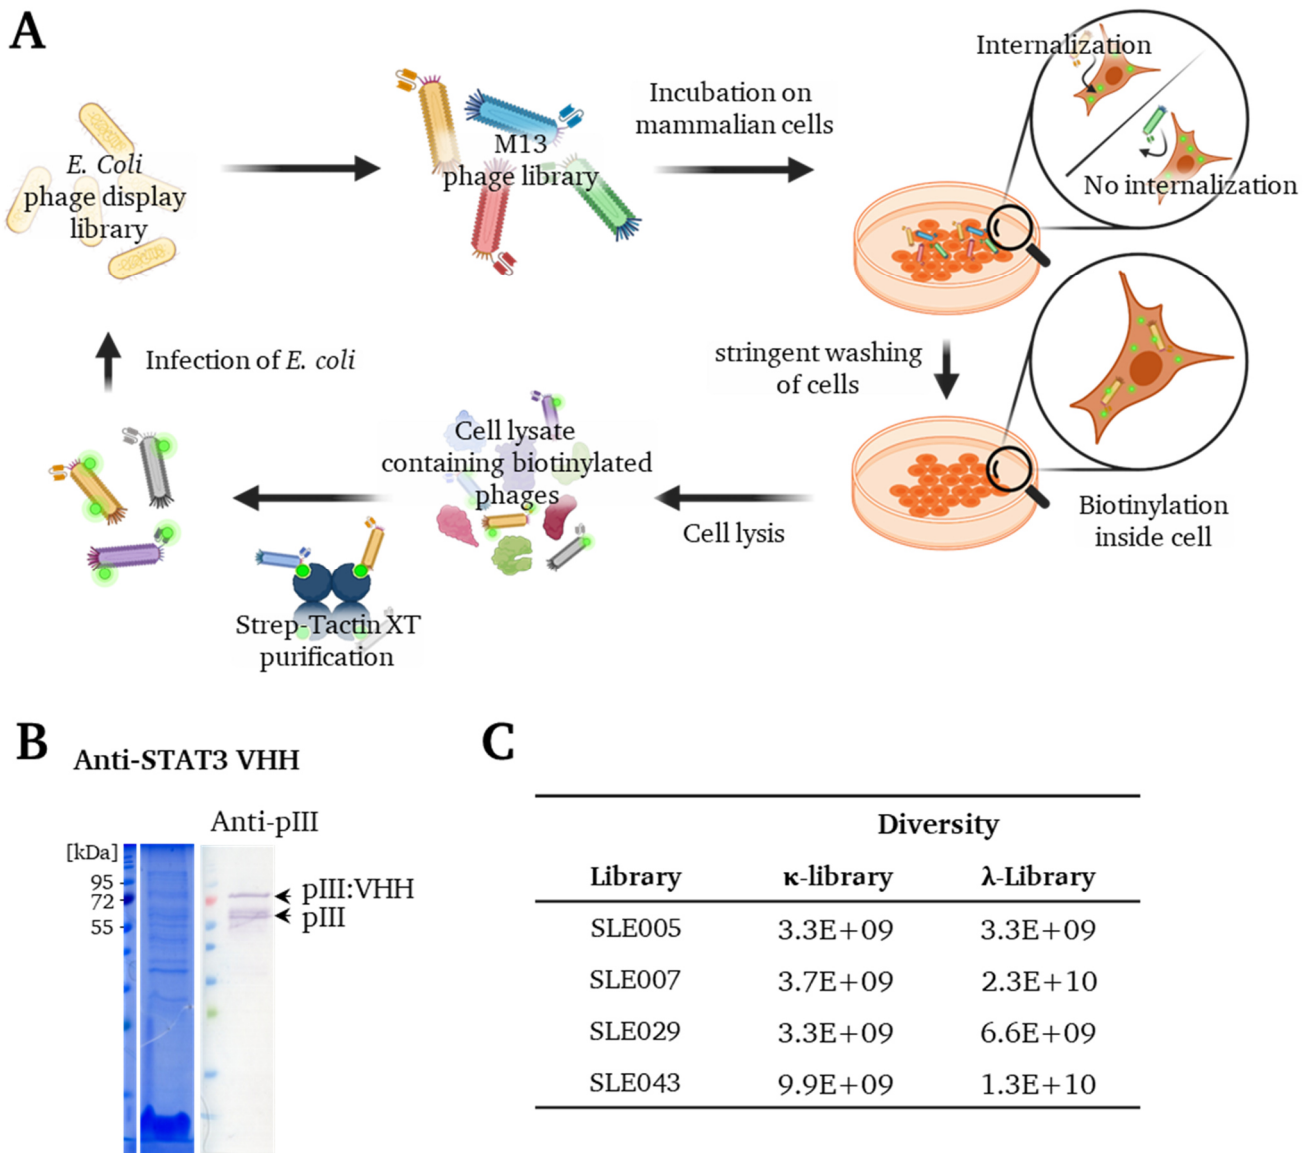 A
E. Coli
phage display
library
M13
phage library
Incubation on
mammalian cells
Internalization
No internalization
stringent washing
of cells
Biotinylation
inside cell
Cell lysis
Cell lysate
containing biotinylated
phages
Strep-Tactin XT
purification
Infection of E. coli
B
Anti-STAT3 VHH
Anti-pIII
[kDa]
95
72
55
pIII:VHH
pIII
C
Diversity
Library κ-library λ-Library
SLE005 3.3E+09 3.3E+09
SLE007 3.7E+09 2.3E+10
SLE029 3.3E+09 6.6E+09
SLE043 9.9E+09 1.3E+10